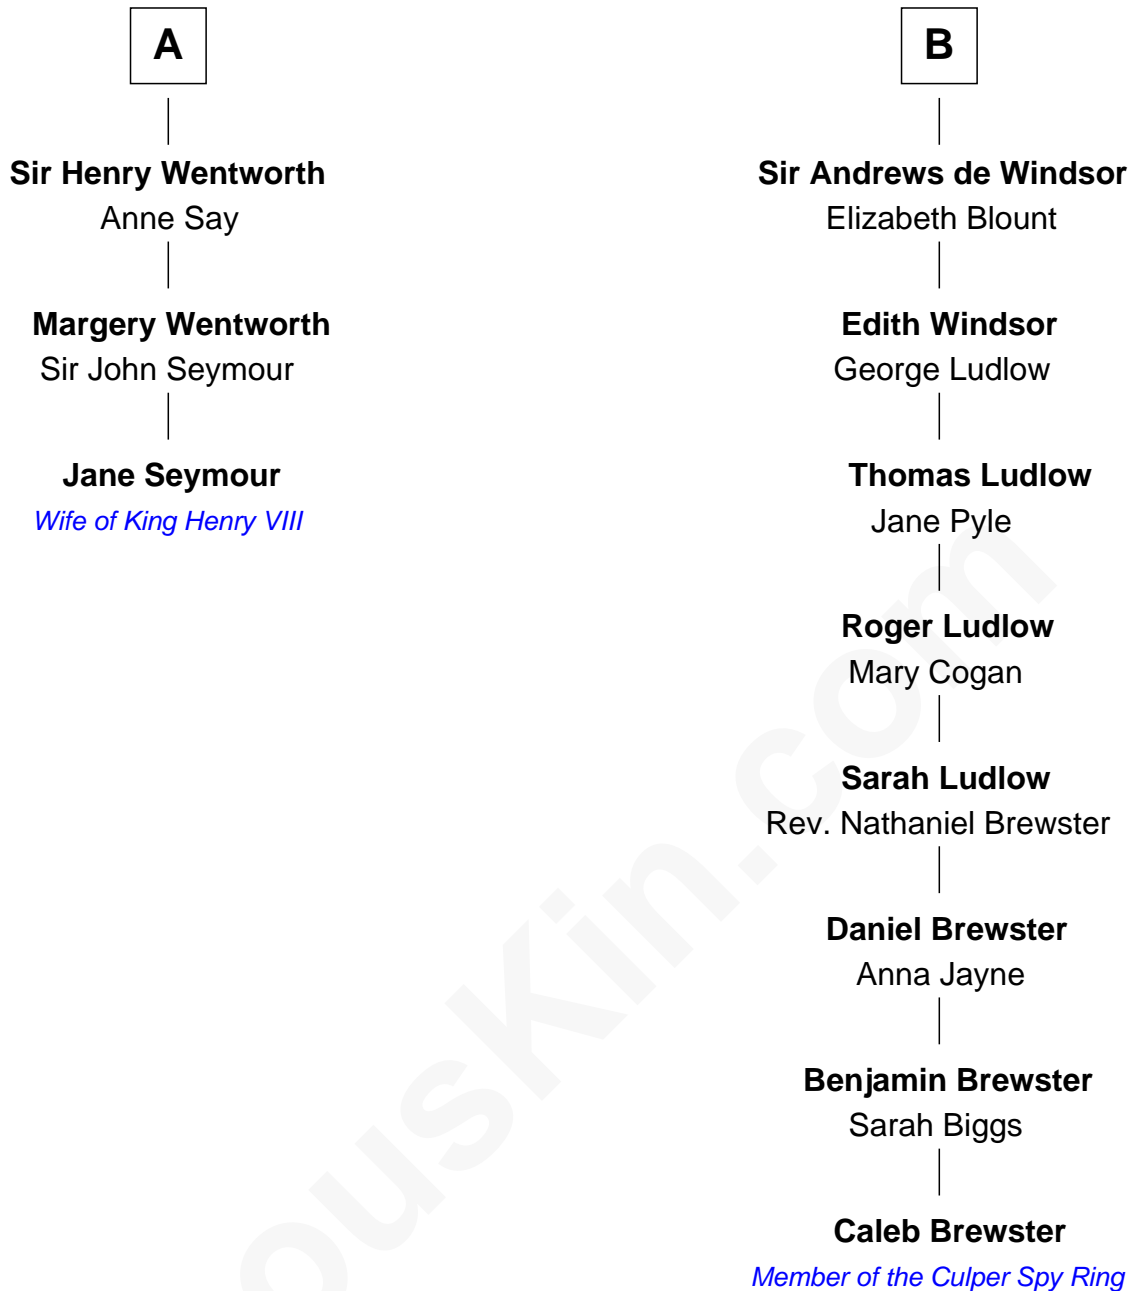 A
Sir Henry Wentworth
Anne Say
Margery Wentworth
Sir John Seymour
Jane Seymour
Wife of King Henry VIII
B
Sir Andrews de Windsor
Elizabeth Blount
Edith Windsor
George Ludlow
Thomas Ludlow
Jane Pyle
Roger Ludlow
Mary Cogan
Sarah Ludlow
Rev. Nathaniel Brewster
Daniel Brewster
Anna Jayne
Benjamin Brewster
Sarah Biggs
Caleb Brewster
Member of the Culper Spy Ring
ousKin.com